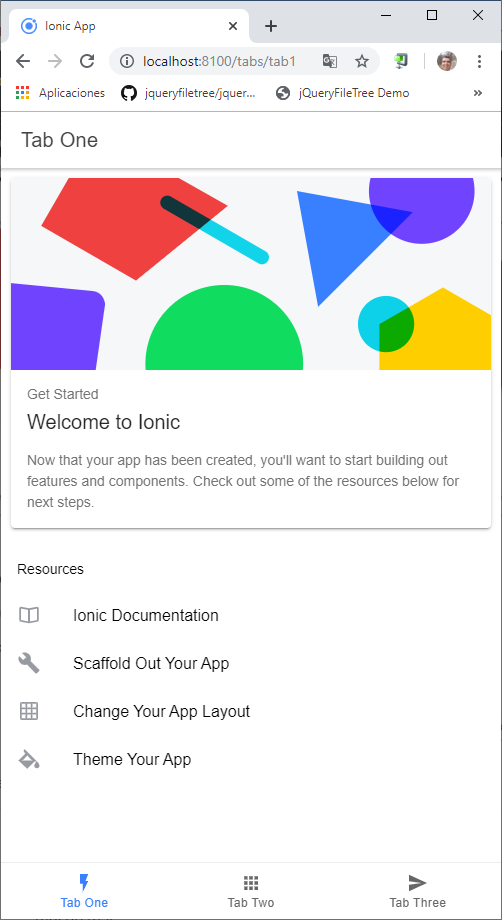 Ionic App
localhost:8100/tabs/tab1
Aplicaciones
jqueryfiletree/jquer...
jQueryFileTree Demo
»
Tab One
Get Started
Welcome to Ionic
Now that your app has been created, you'll want to start building out
features and components. Check out some of the resources below for
next steps.
Resources
Ionic Documentation
Scaffold Out Your App
Change Your App Layout
Theme Your App
Tab One
Tab Two
Tab Three